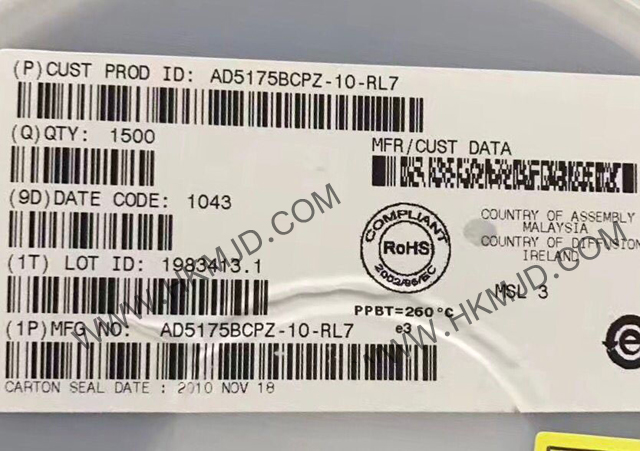 (P)CUST PROD ID: AD5175BCPZ-10-RL7
(Q)QTY: 1500
MFR/CUST DATA
(9D)DATE CODE: 1043
COMPLIANT
RoHS
2002/95/EC
COUNTRY OF ASSEMBLY
MALAYSIA
COUNTRY OF DIFFUSION
IRELAND
(1T) LOT ID: 1983413.1
MSL 3
PPBT=260°C
e3
(1P)MFG NO: AD5175BCPZ-10-RL7
CARTON SEAL DATE : 2010 NOV 18
WWW.HKMJD.COM
WWW.HKMJD.COM